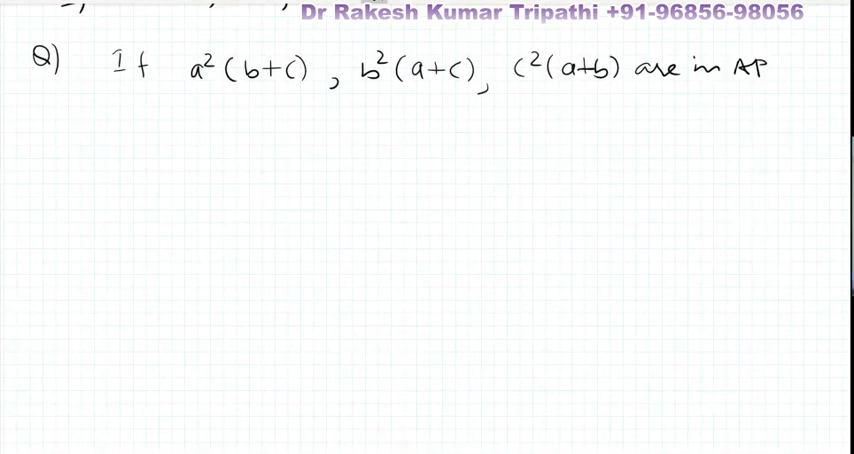 Dr Rakesh Kumar Tripathi +91-96856-98056
Q) If a²(b+c), b²(a+c), c²(a+b) are in AP